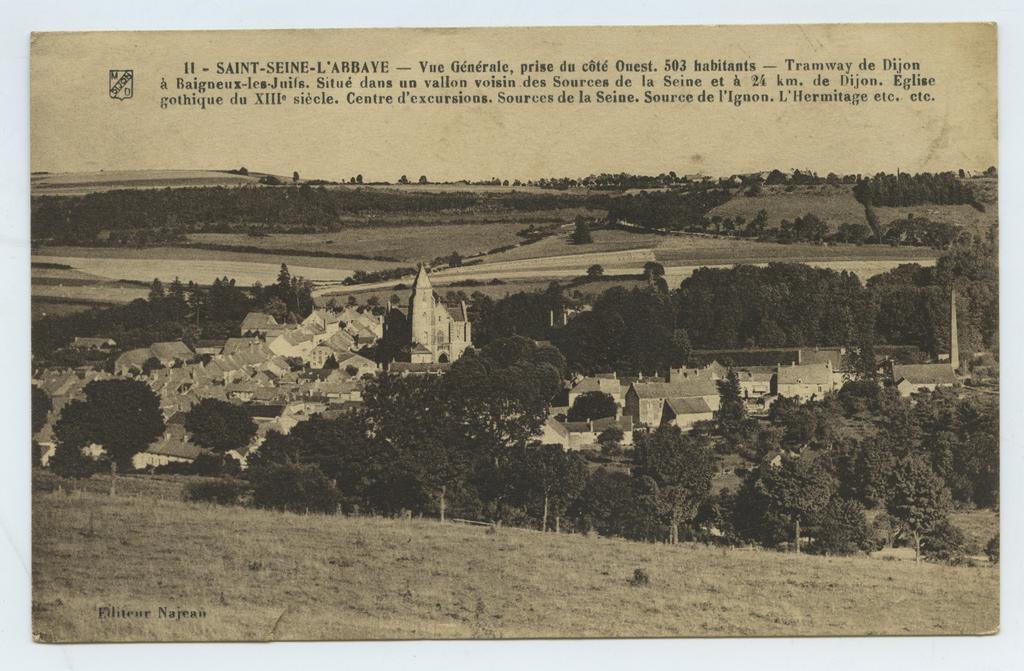 11 - SAINT-SEINE-L'ABBAYE — Vue Générale, prise du côté Ouest. 503 habitants — Tramway de Dijon
à Baigneux-les-Juifs. Situé dans un vallon voisin des Sources de la Seine et à 24 km. de Dijon. Eglise
gothique du XIIIe siècle. Centre d'excursions. Sources de la Seine. Source de l'Ignon. L'Hermitage etc. etc.
M
DIJON
D
Editeur Najean